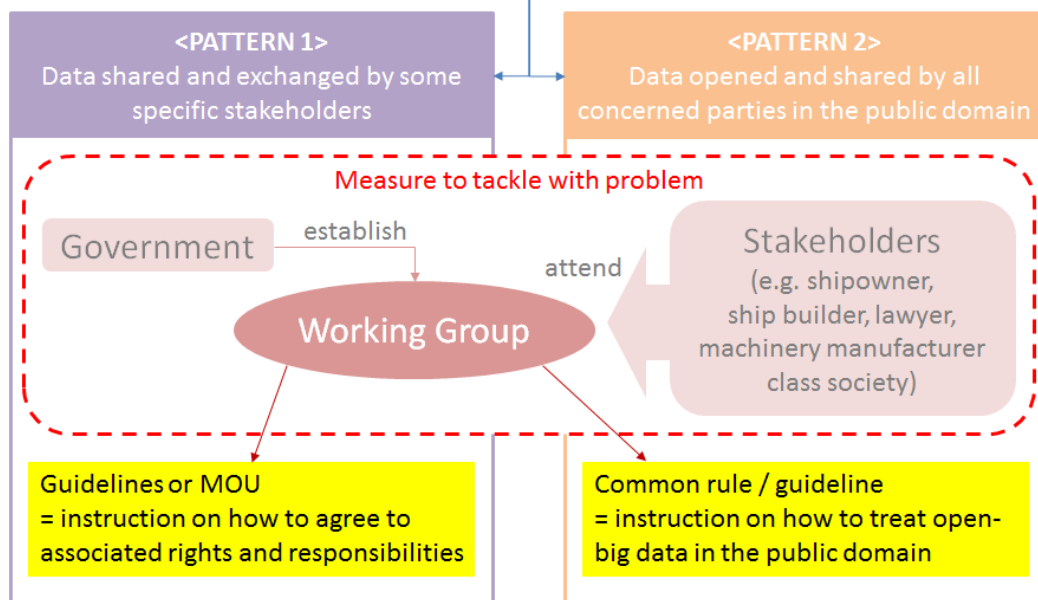 <PATTERN 1>
Data shared and exchanged by some
specific stakeholders
<PATTERN 2>
Data opened and shared by all
concerned parties in the public domain
Measure to tackle with problem
Government
establish
attend
Working Group
Stakeholders
(e.g. shipowner,
ship builder, lawyer,
machinery manufacturer
class society)
Guidelines or MOU
= instruction on how to agree to
associated rights and responsibilities
Common rule / guideline
= instruction on how to treat open-
big data in the public domain